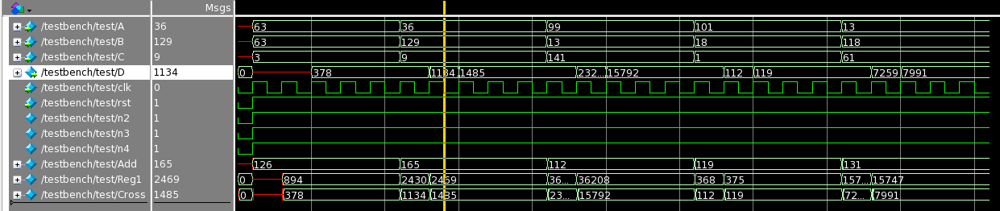 Msgs
/testbench/test/A 36 63 36 99 101 13
/testbench/test/B 129 63 129 13 18 118
/testbench/test/C 9 3 9 141 1 61
/testbench/test/D 1134 0 378 1134 1485 232... 15792 112 119 7259 7991
/testbench/test/clk 0
/testbench/test/rst 1
/testbench/test/n2 1
/testbench/test/n3 1
/testbench/test/n4 1
/testbench/test/Add 165 126 165 112 119 131
/testbench/test/Reg1 2469 0 894 2430 2469 36... 36208 368 375 157... 15747
/testbench/test/Cross 1485 0 378 1134 1485 23... 15792 112 119 72... 7991